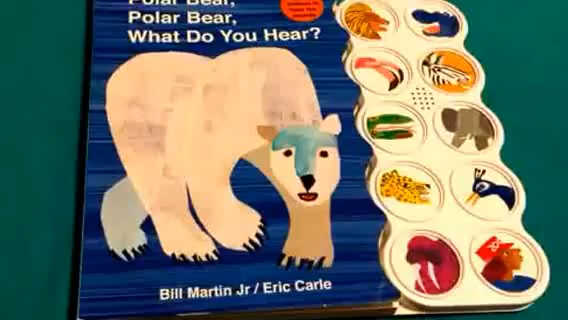 Polar Bear,
Polar Bear,
What Do You Hear?
Bill Martin Jr / Eric Carle